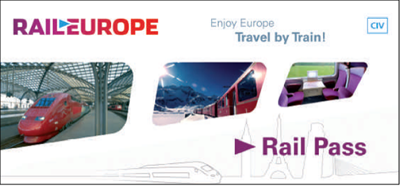 RAILEUROPE
Enjoy Europe
Travel by Train!
CIV
Rail Pass